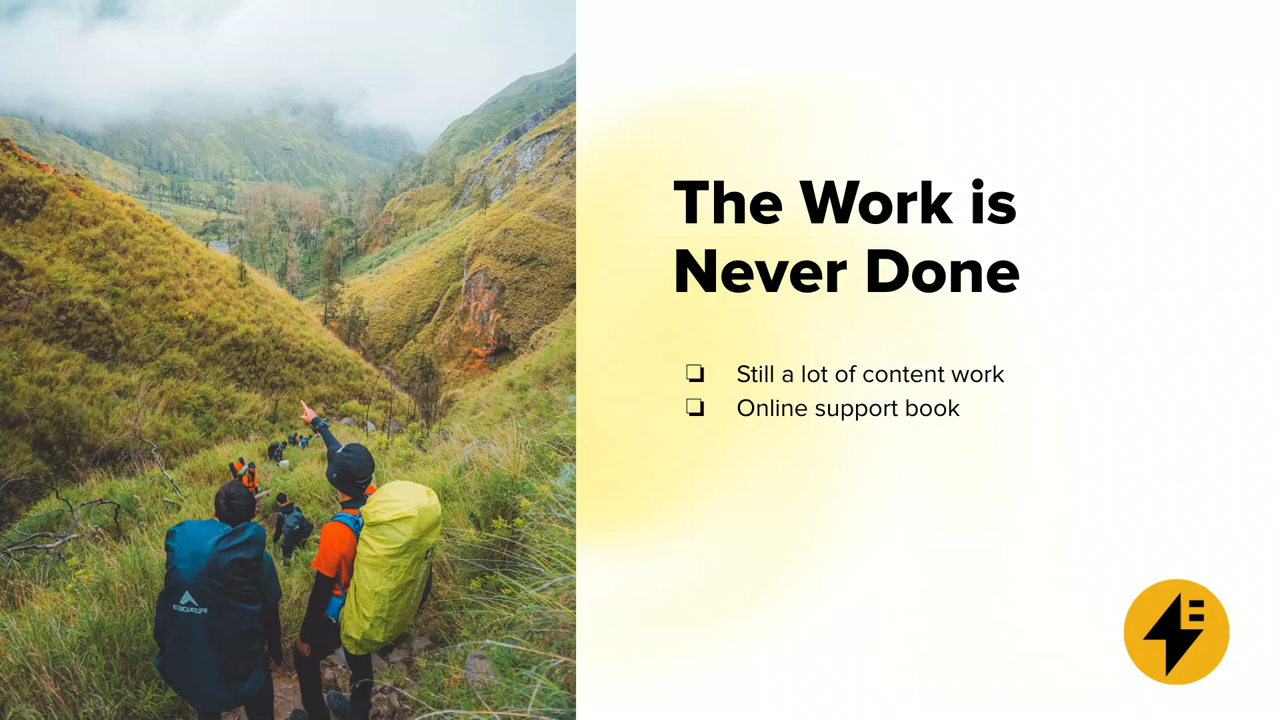 The Work is
Never Done
❏ Still a lot of content work
❏ Online support book
EIGER
E